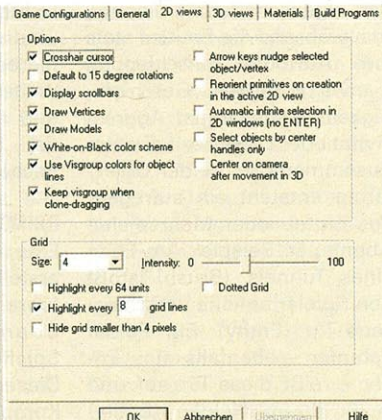 Game Configurations General 2D views 3D views Materials Build Programs
Options
Crosshair cursor
Default to 15 degree rotations
Display scrollbars
Draw Vertices
Draw Models
White-on-Black color scheme
Use Visgroup colors for object
lines
Keep visgroup when
clone-dragging
Arrow keys nudge selected
object/vertex
Reorient primitives on creation
in the active 2D view
Automatic infinite selection in
2D windows (no ENTER)
Select objects by center
handles only
Center on camera
after movement in 3D
Grid
Size: 4 Intensity: 0 100
Highlight every 64 units Dotted Grid
Highlight every 8 grid lines
Hide grid smaller than 4 pixels
OK Abbrechen Übernehmen Hilfe